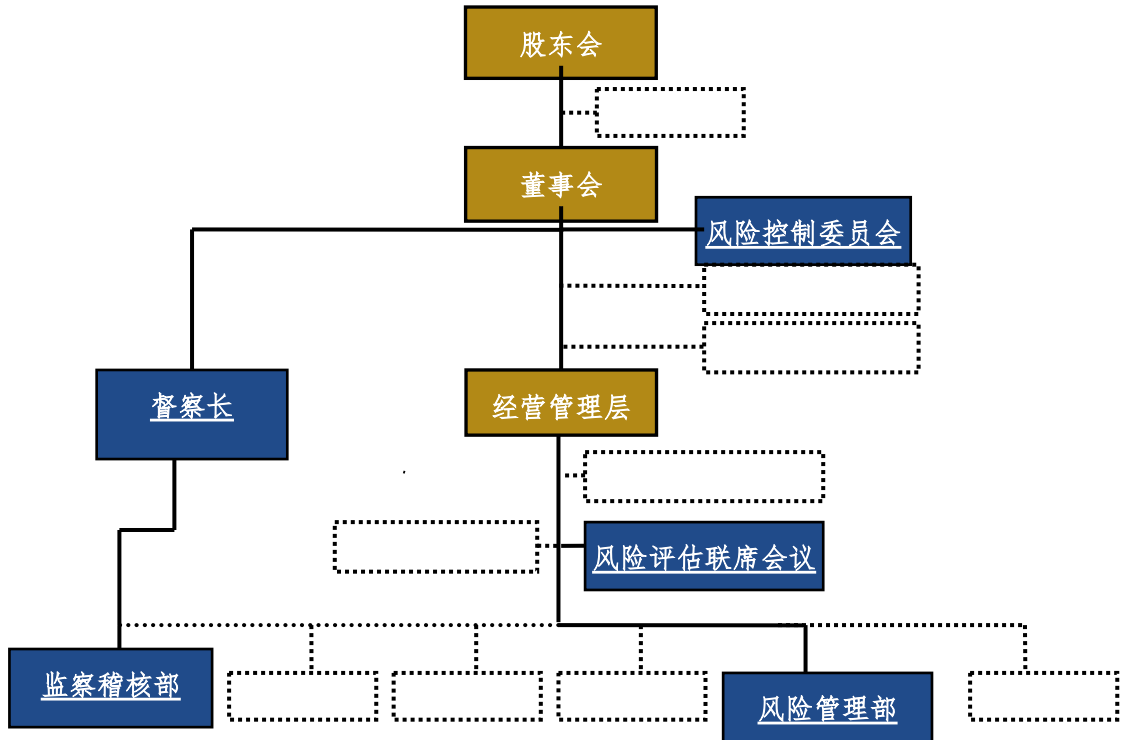 股东会
董事会
风险控制委员会
督察长
经营管理层
风险评估联席会议
监察稽核部
风险管理部